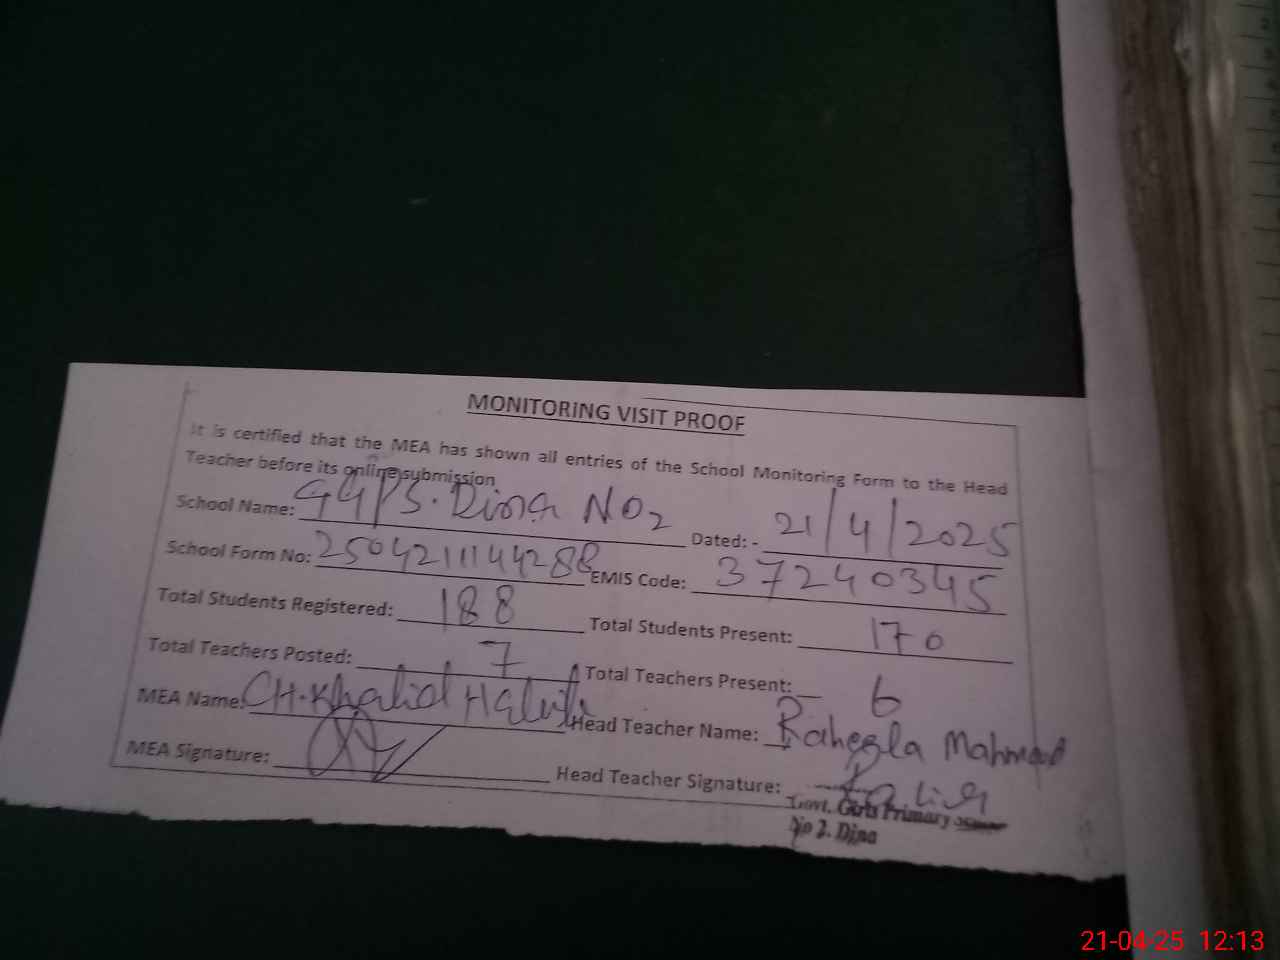 MONITORING VISIT PROOF
It is certified that the MEA has shown all entries of the School Monitoring Form to the Head
Teacher before its online submission
School Name: GGPS. Dina NO2 Dated: - 21/4/2025
School Form No: 2504211144288 EMIS Code: 37240345
Total Students Registered: 188 Total Students Present: 170
Total Teachers Posted: 7 Total Teachers Present: 6
MEA Name: CH. Khalid Head Teacher Name: Raheela Mahmood
MEA Signature: Head Teacher Signature:
Govt. Girls Primary School
No 2. Dina
21-04-25 12:13